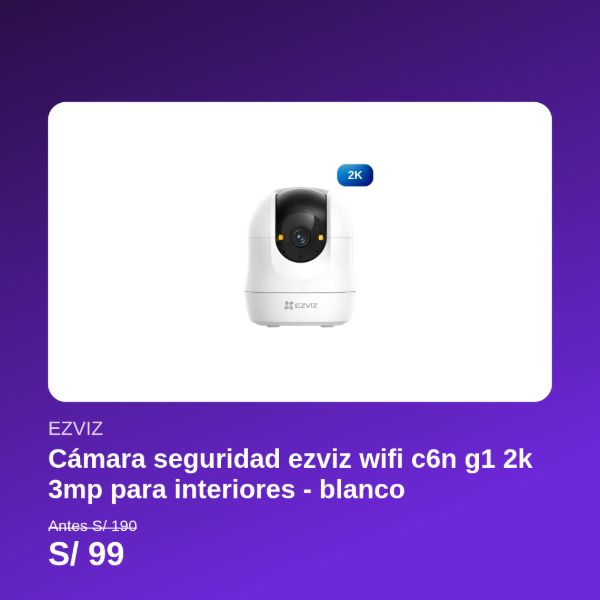 2K
EZVIZ
EZVIZ
Cámara seguridad ezviz wifi c6n g1 2k
3mp para interiores - blanco
Antes S/ 190
S/ 99